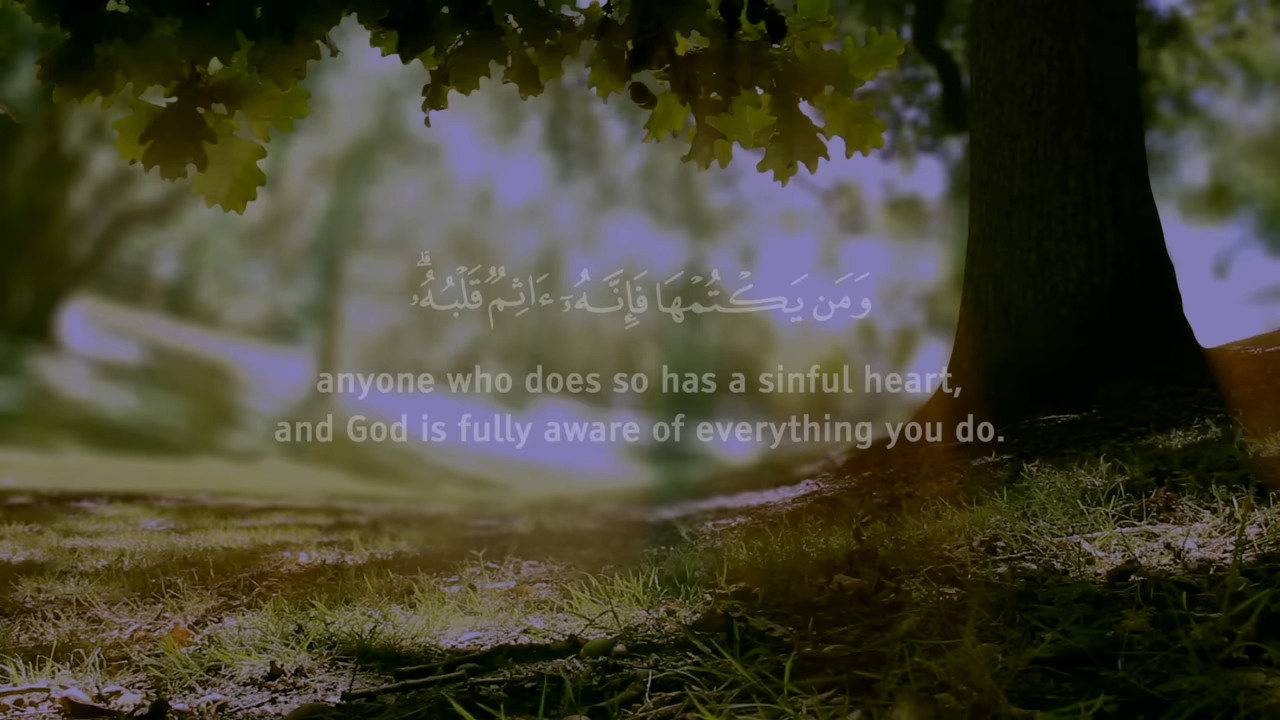 وَمَن يَكْتُمْهَا فَإِنَّهُۥٓ ءَاثِمٌۭ قَلْبُهُۥ ۗ
anyone who does so has a sinful heart,
and God is fully aware of everything you do.